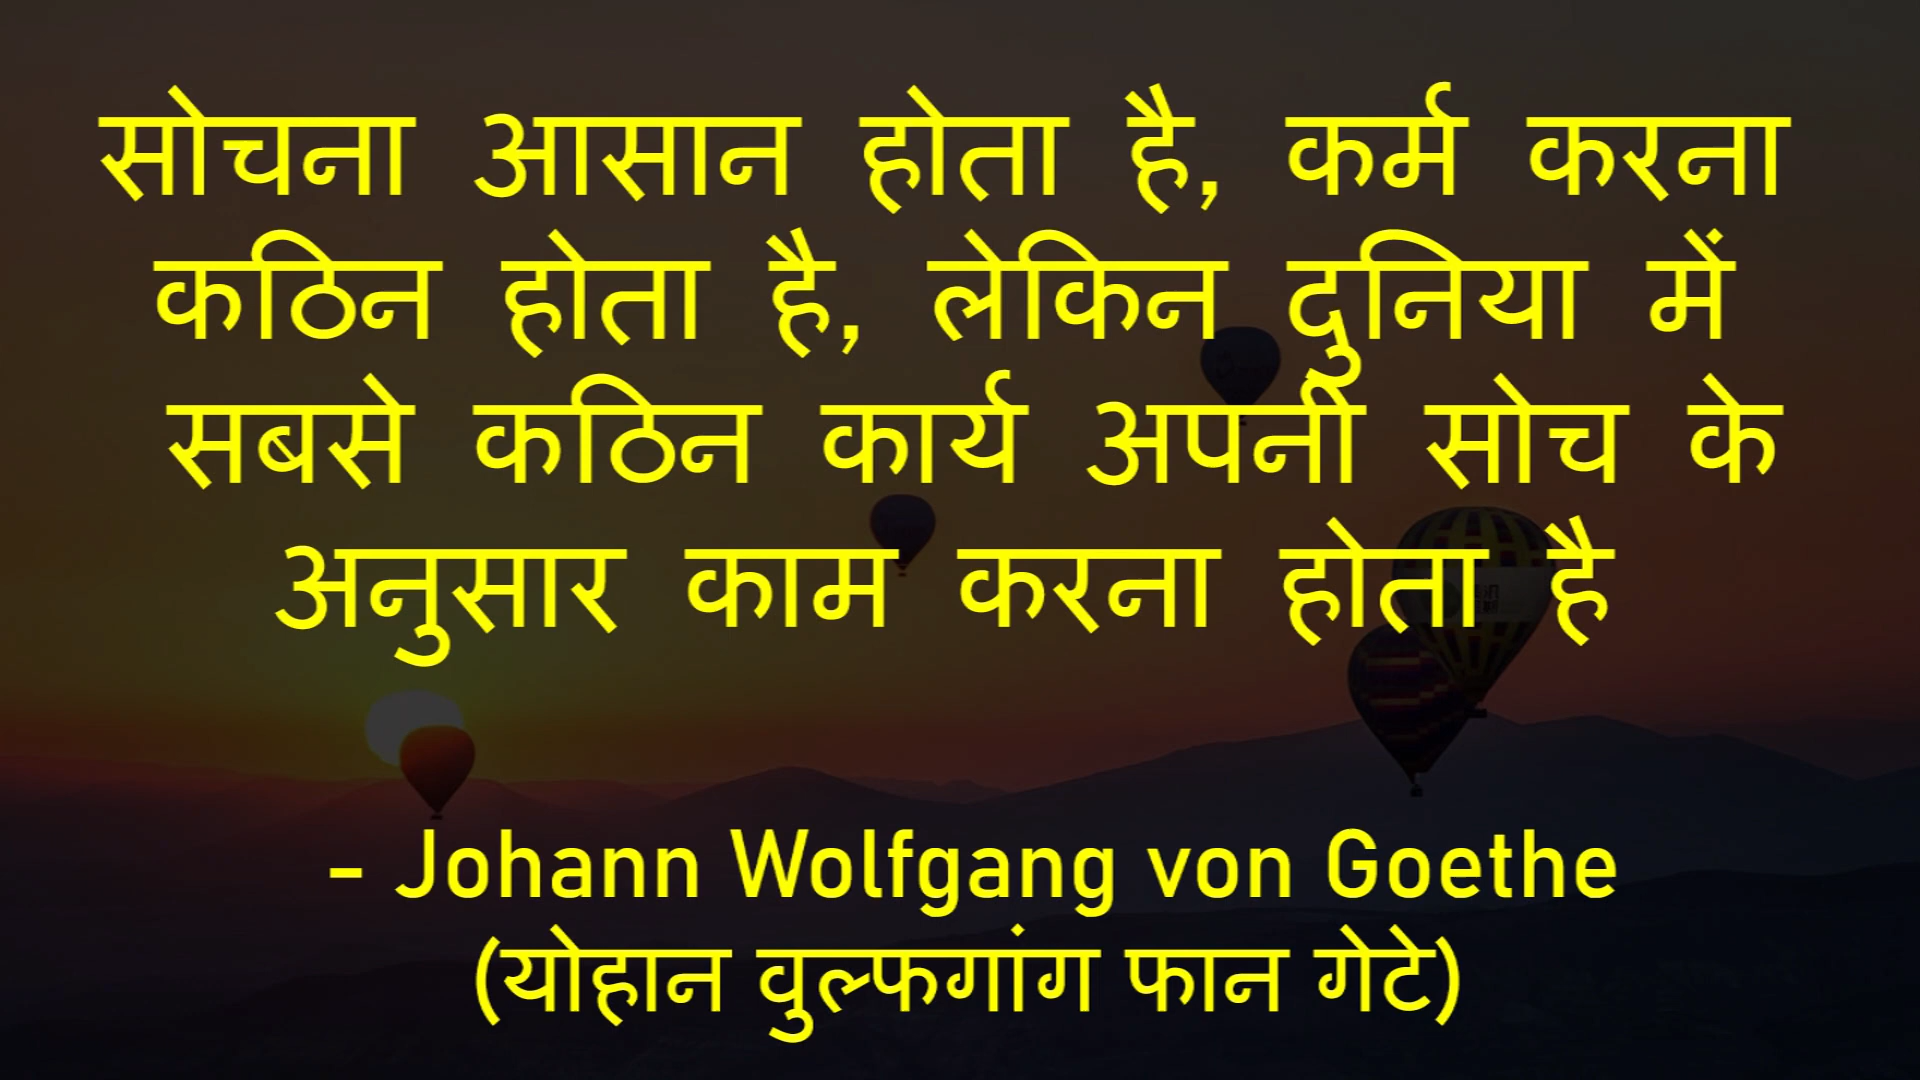 सोचना आसान होता है, कर्म करना
कठिन होता है, लेकिन दुनिया में
सबसे कठिन कार्य अपनी सोच के
अनुसार काम करना होता है
- Johann Wolfgang von Goethe
(योहान वुल्फगांग फान गेटे)